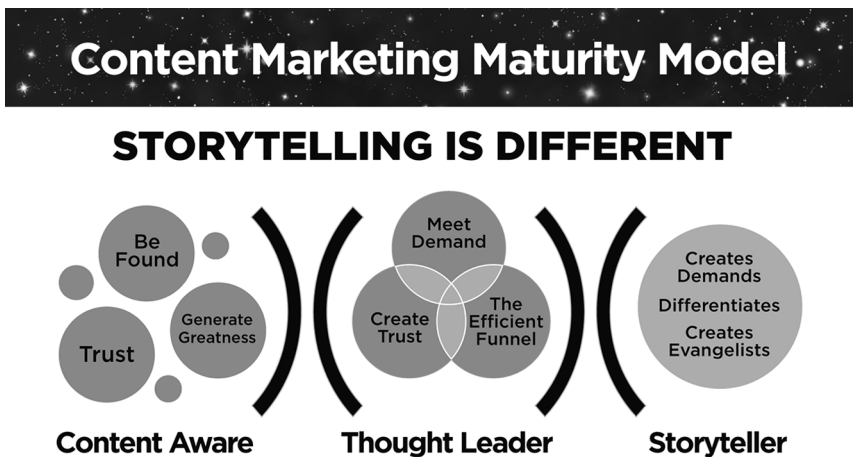 Content Marketing Maturity Model
STORYTELLING IS DIFFERENT
Be
Found
Trust
Generate
Greatness
Content Aware
Meet
Demand
Create
Trust
The
Efficient
Funnel
Thought Leader
Creates
Demands
Differentiates
Creates
Evangelists
Storyteller